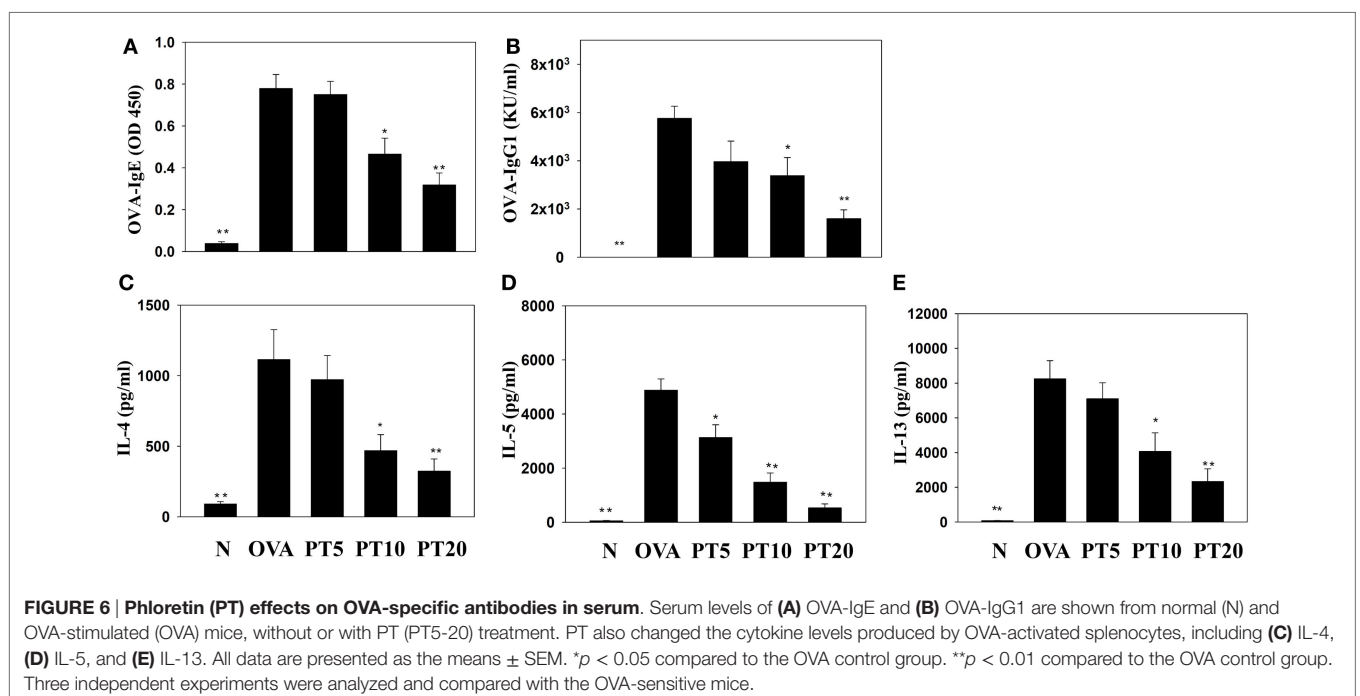 A
OVA-IgE (OD 450)
1.0
0.8
0.6
0.4
0.2
0.0
**
*
**
B
OVA-IgG1 (KU/ml)
8x10³
6x10³
4x10³
2x10³
0
**
*
**
C
IL-4 (pg/ml)
1500
1000
500
0
**
*
**
N OVA PT5 PT10 PT20
D
IL-5 (pg/ml)
8000
6000
4000
2000
0
**
*
**
**
N OVA PT5 PT10 PT20
E
IL-13 (pg/ml)
12000
10000
8000
6000
4000
2000
0
**
*
**
N OVA PT5 PT10 PT20
FIGURE 6 | Phloretin (PT) effects on OVA-specific antibodies in serum. Serum levels of (A) OVA-IgE and (B) OVA-IgG1 are shown from normal (N) and
OVA-stimulated (OVA) mice, without or with PT (PT5-20) treatment. PT also changed the cytokine levels produced by OVA-activated splenocytes, including (C) IL-4,
(D) IL-5, and (E) IL-13. All data are presented as the means ± SEM. *p < 0.05 compared to the OVA control group. **p < 0.01 compared to the OVA control group.
Three independent experiments were analyzed and compared with the OVA-sensitive mice.